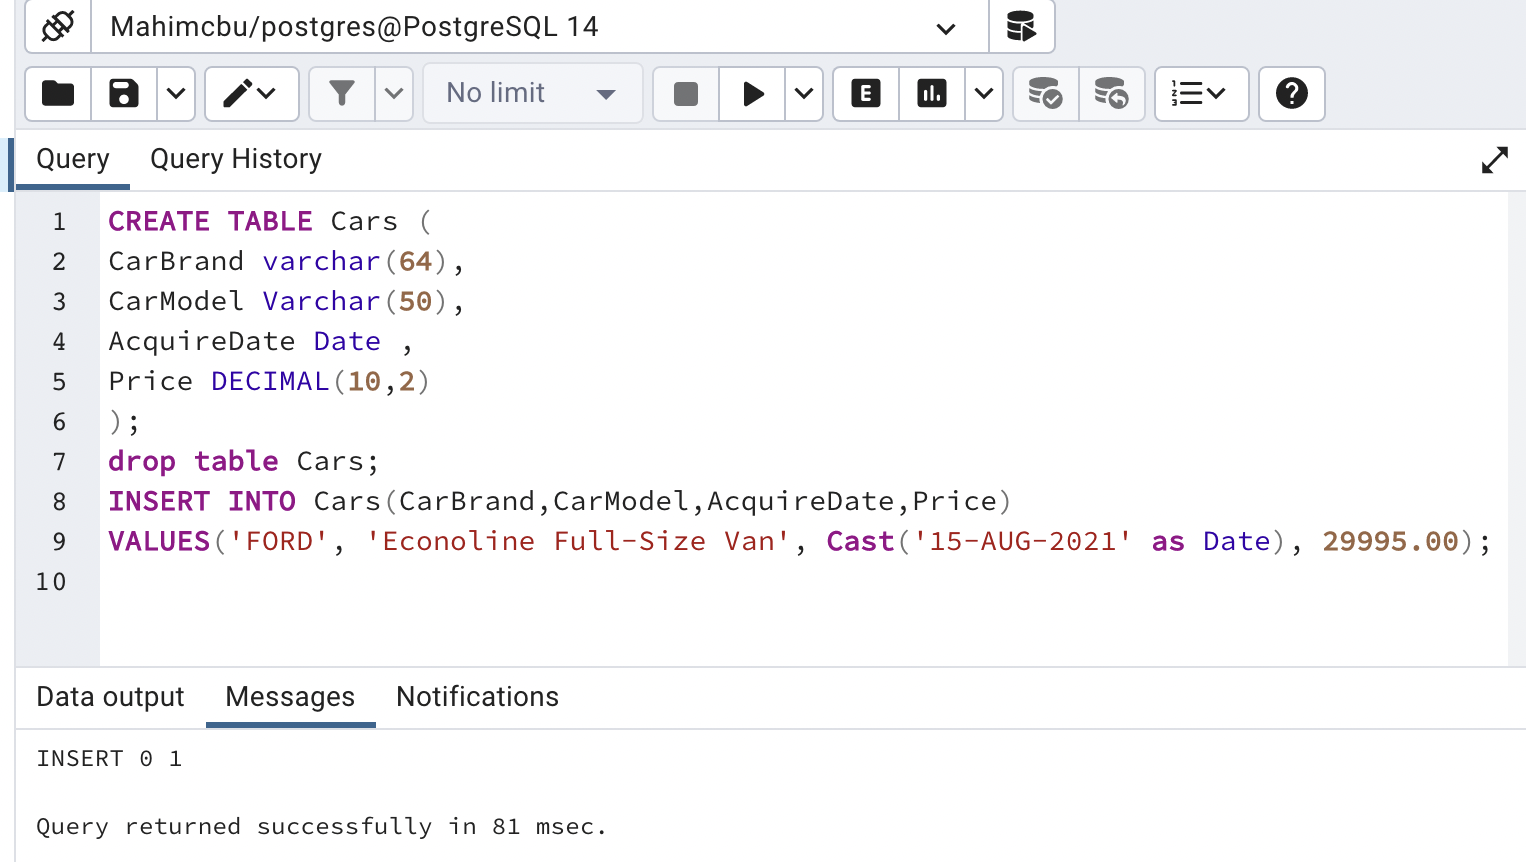 Mahimcbu/postgres@PostgreSQL 14
No limit
E
?
Query Query History
1 CREATE TABLE Cars (
2 CarBrand varchar(64),
3 CarModel Varchar(50),
4 AcquireDate Date ,
5 Price DECIMAL(10,2)
6 );
7 drop table Cars;
8 INSERT INTO Cars(CarBrand,CarModel,AcquireDate,Price)
9 VALUES('FORD', 'Econoline Full-Size Van', Cast('15-AUG-2021' as Date), 29995.00);
10
Data output Messages Notifications
INSERT 0 1
Query returned successfully in 81 msec.